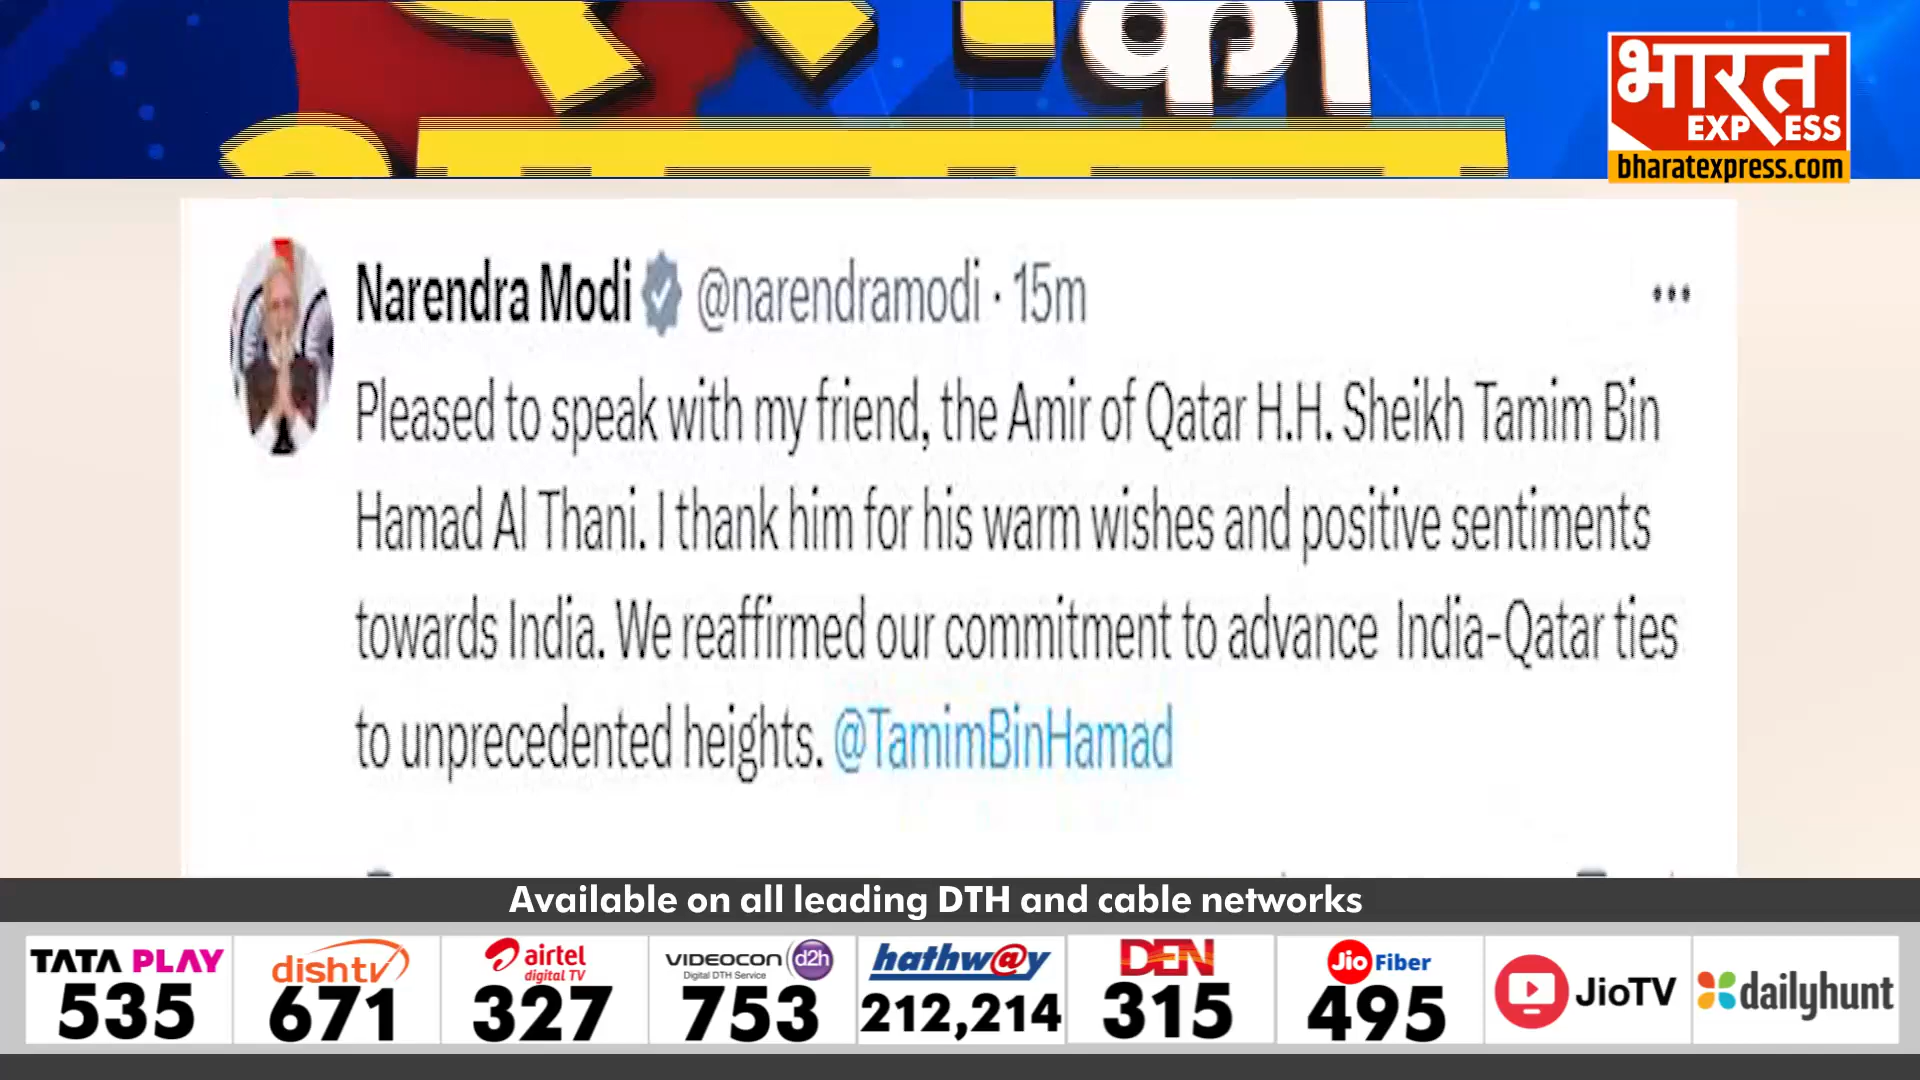 का
भारत
EXPRESS
bharatexpress.com
Narendra Modi @narendramodi · 15m
Pleased to speak with my friend, the Amir of Qatar H.H. Sheikh Tamim Bin
Hamad Al Thani. I thank him for his warm wishes and positive sentiments
towards India. We reaffirmed our commitment to advance India-Qatar ties
to unprecedented heights. @TamimBinHamad
Available on all leading DTH and cable networks
TATA PLAY
535
dishtv
671
airtel
digital TV
327
VIDEOCON d2h
Digital DTH Service
753
hathw@y
212,214
DEN
315
Jio Fiber
495
JioTV
dailyhunt